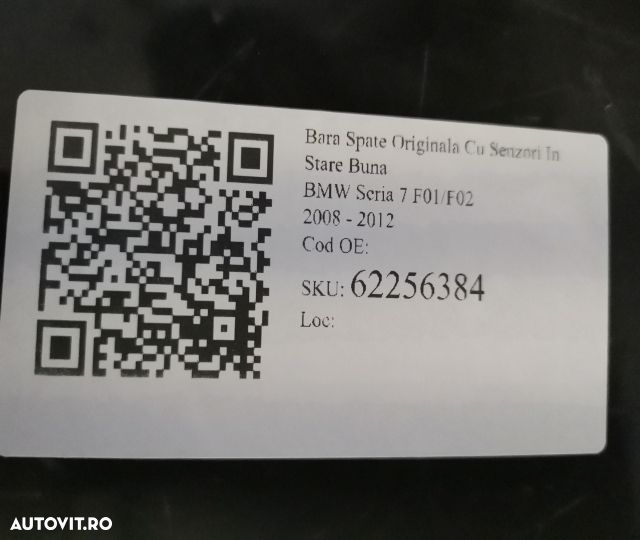 Bara Spate Originala Cu Senzori In
Stare Buna
BMW Seria 7 F01/F02
2008 - 2012
Cod OE:
SKU: 62256384
Loc:
AUTOVIT.RO